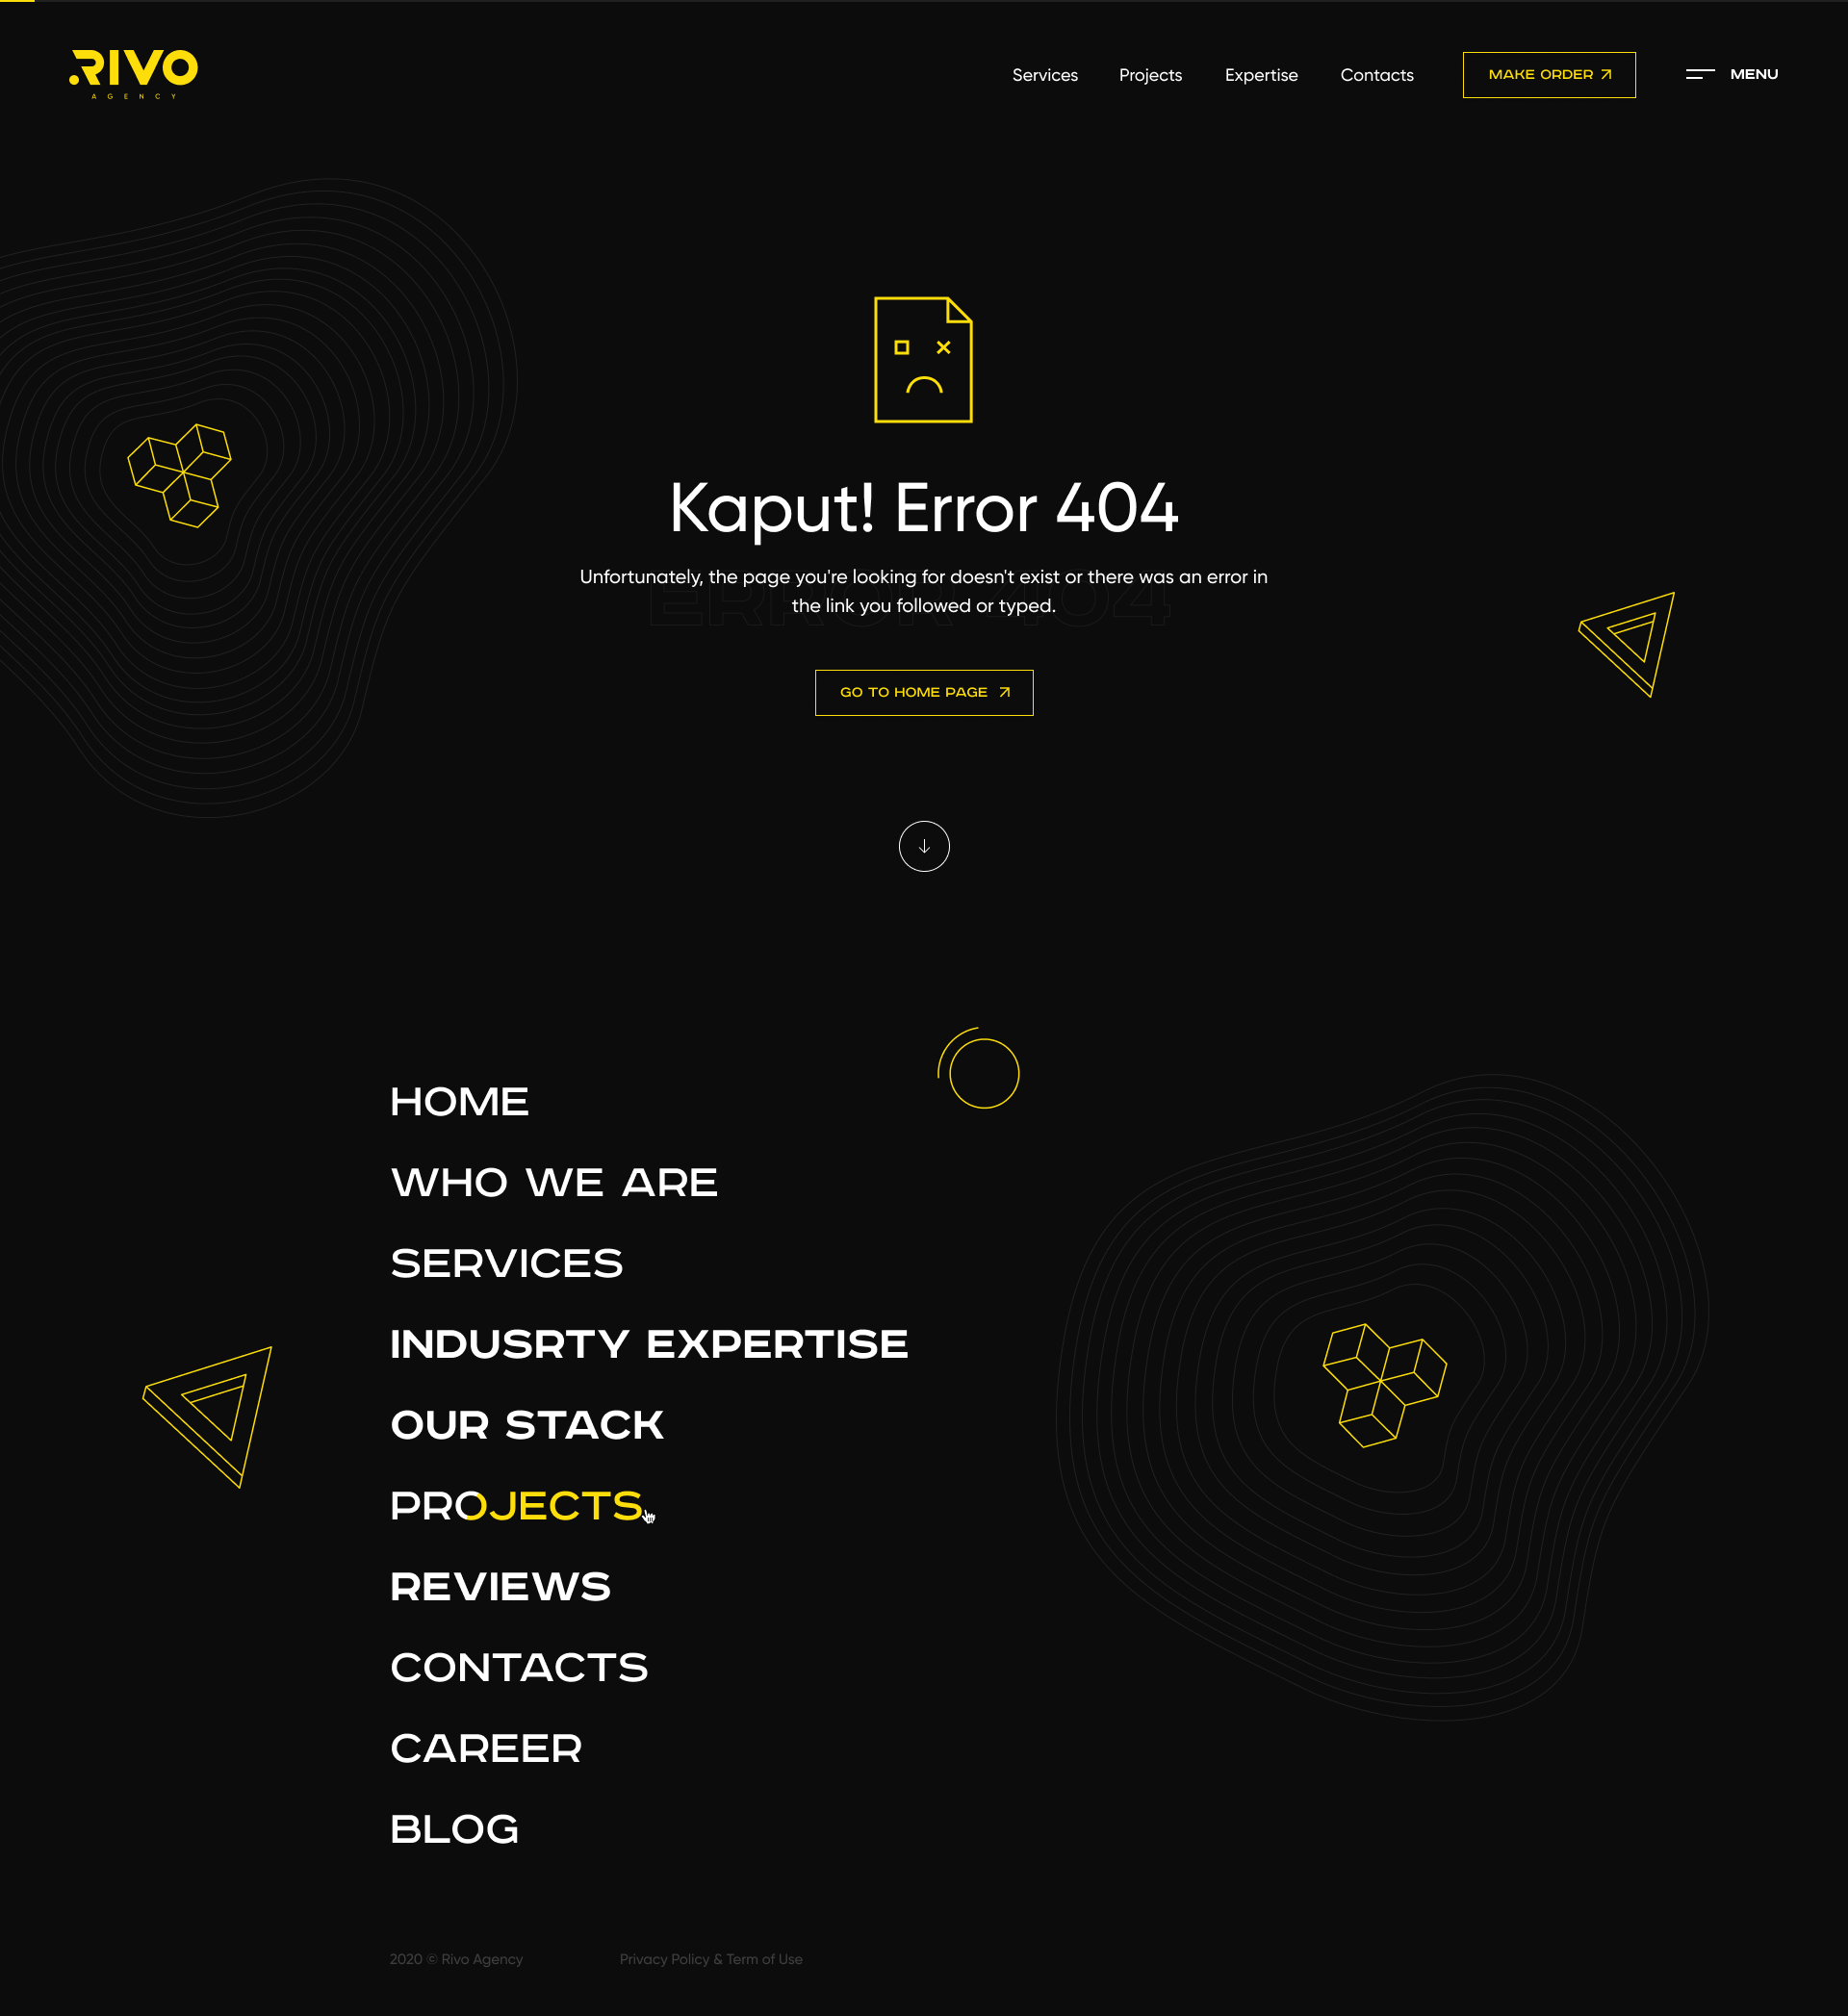 RIVO
AGENCY
Services Projects Expertise Contacts MAKE ORDER MENU
Kaput! Error 404
ERROR 404
Unfortunately, the page you're looking for doesn't exist or there was an error in
the link you followed or typed.
GO TO HOME PAGE
HOME
WHO WE ARE
SERVICES
INDUSRTY EXPERTISE
OUR STACK
PROJECTS
REVIEWS
CONTACTS
CAREER
BLOG
2020 © Rivo Agency Privacy Policy & Term of Use